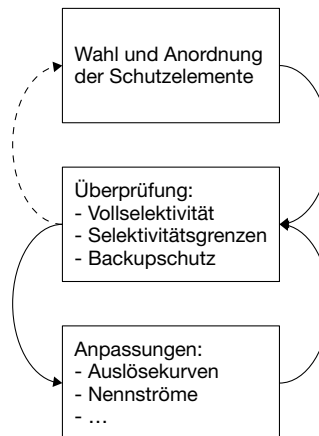 Wahl und Anordnung
der Schutzelemente
Überprüfung:
- Vollselektivität
- Selektivitätsgrenzen
- Backupschutz
Anpassungen:
- Auslösekurven
- Nennströme
- ...